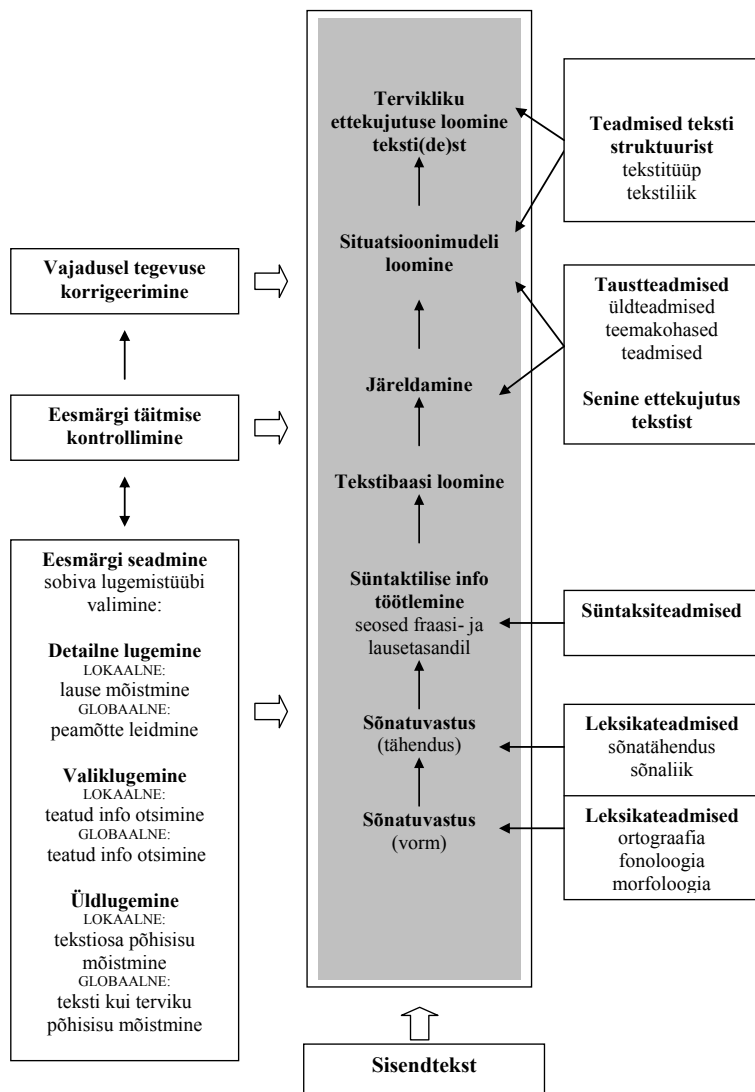 Vajadusel tegevuse
korrigeerimine
Eesmärgi täitmise
kontrollimine
Eesmärgi seadmine
sobiva lugemistüübi
valimine:
Detailne lugemine
LOKAALNE:
lause mõistmine
GLOBAALNE:
peamõtte leidmine
Valiklugemine
LOKAALNE:
teatud info otsimine
GLOBAALNE:
teatud info otsimine
Üldlugemine
LOKAALNE:
tekstiosa põhisisu
mõistmine
GLOBAALNE:
teksti kui terviku
põhisisu mõistmine
Tervikliku
ettekujutuse loomine
teksti(de)st
Situatsioonimudeli
loomine
Järeldamine
Tekstibaasi loomine
Süntaktilise info
töötlemine
seosed fraasi- ja
lausetasandil
Sõnatuvastus
(tähendus)
Sõnatuvastus
(vorm)
Sisendtekst
Teadmised teksti
struktuurist
tekstitüüp
tekstiliik
Taustteadmised
üldteadmised
teemakohased
teadmised
Senine ettekujutus
tekstist
Süntaksiteadmised
Leksikateadmised
sõnatähendus
sõnaliik
Leksikateadmised
ortograafia
fonoloogia
morfoloogia